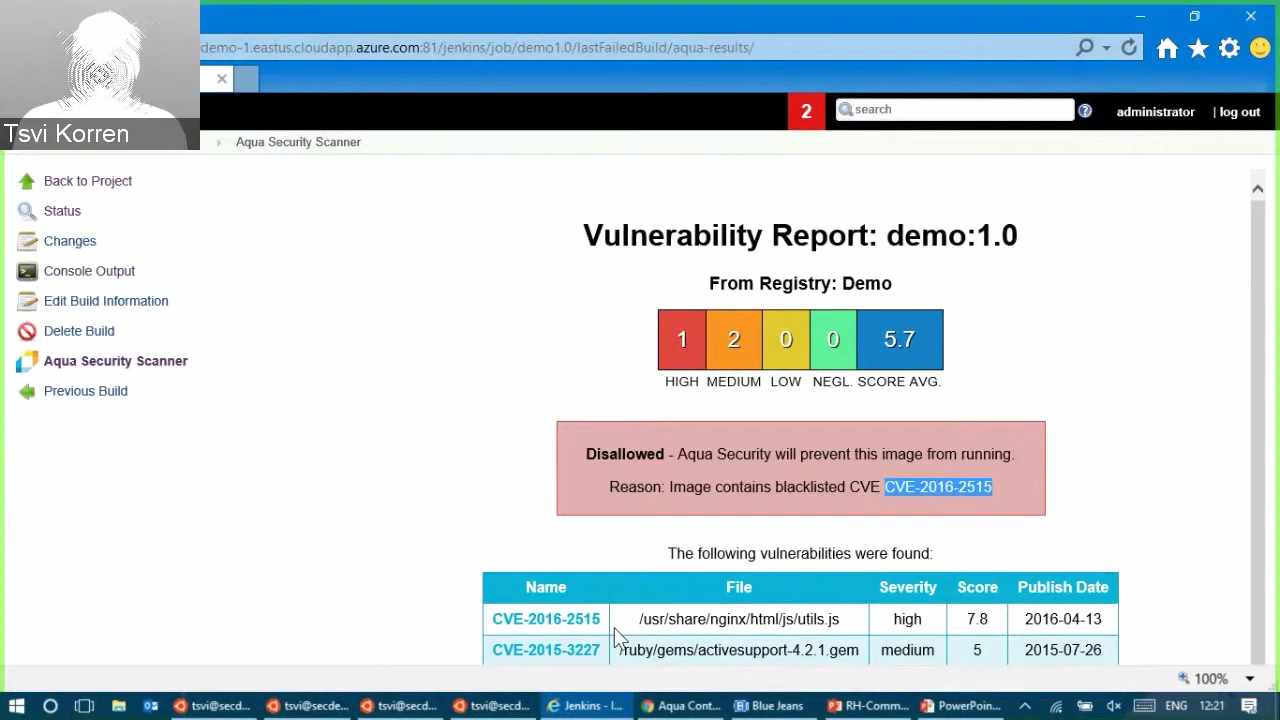 demo-1.eastus.cloudapp.azure.com:81/jenkins/job/demo1.0/lastFailedBuild/aqua-results/
Tsvi Korren
2
search
administrator
| log out
Aqua Security Scanner
Back to Project
Status
Changes
Console Output
Edit Build Information
Delete Build
Aqua Security Scanner
Previous Build
Vulnerability Report: demo:1.0
From Registry: Demo
1 2 0 0 5.7
HIGH MEDIUM LOW NEGL. SCORE AVG.
Disallowed - Aqua Security will prevent this image from running.
Reason: Image contains blacklisted CVE CVE-2016-2515
The following vulnerabilities were found:
Name File Severity Score Publish Date
CVE-2016-2515 /usr/share/nginx/html/js/utils.js high 7.8 2016-04-13
CVE-2015-3227 /ruby/gems/activesupport-4.2.1.gem medium 5 2015-07-26
100%
tsvi@secd... tsvi@secde... tsvi@secd... tsvi@secd... Jenkins - I... Aqua Cont... Blue Jeans RH-Comm... PowerPoin... ENG 12:21